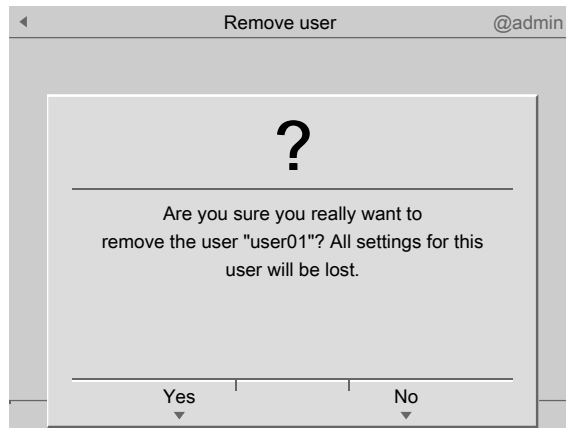 Remove user @admin
?
Are you sure you really want to
remove the user "user01"? All settings for this
user will be lost.
Yes No